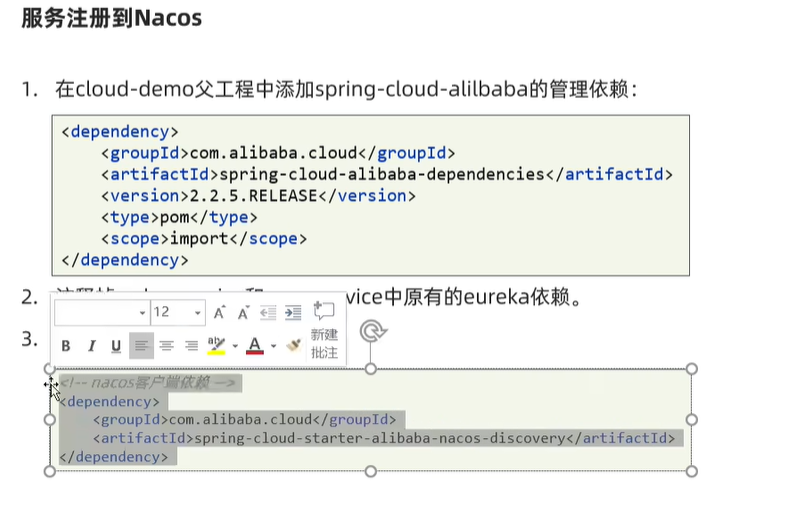 服务注册到Nacos
1. 在cloud-demo父工程中添加spring-cloud-alilbaba的管理依赖：
<dependency>
<groupId>com.alibaba.cloud</groupId>
<artifactId>spring-cloud-alibaba-dependencies</artifactId>
<version>2.2.5.RELEASE</version>
<type>pom</type>
<scope>import</scope>
</dependency>
2. vice中原有的eureka依赖。
12 A A
3.
B I U aby A 新建
批注
<!-- nacos客户端依赖 -->
<dependency>
<groupId>com.alibaba.cloud</groupId>
<artifactId>spring-cloud-starter-alibaba-nacos-discovery</artifactId>
</dependency>